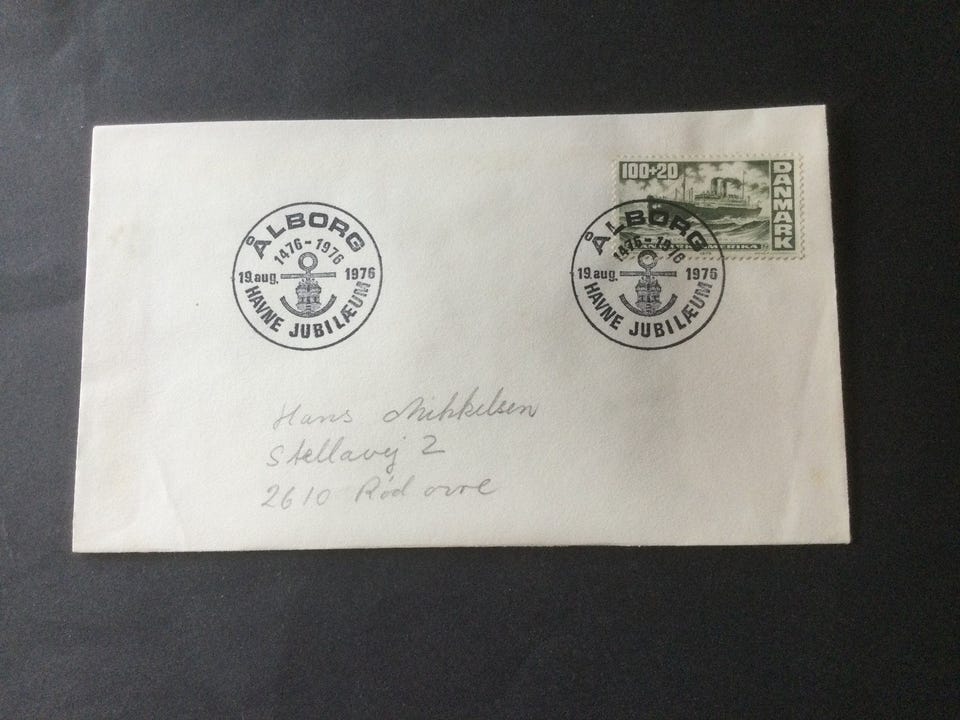 ÅLBORG
1476-1976
19.aug. 1976
HAVNE JUBILÆUM
100+20
DANMARK
ÅLBORG
1476-1976
19.aug. 1976
HAVNE JUBILÆUM
Hans Mikkelsen
Stellavej 2
2610 Rødovre